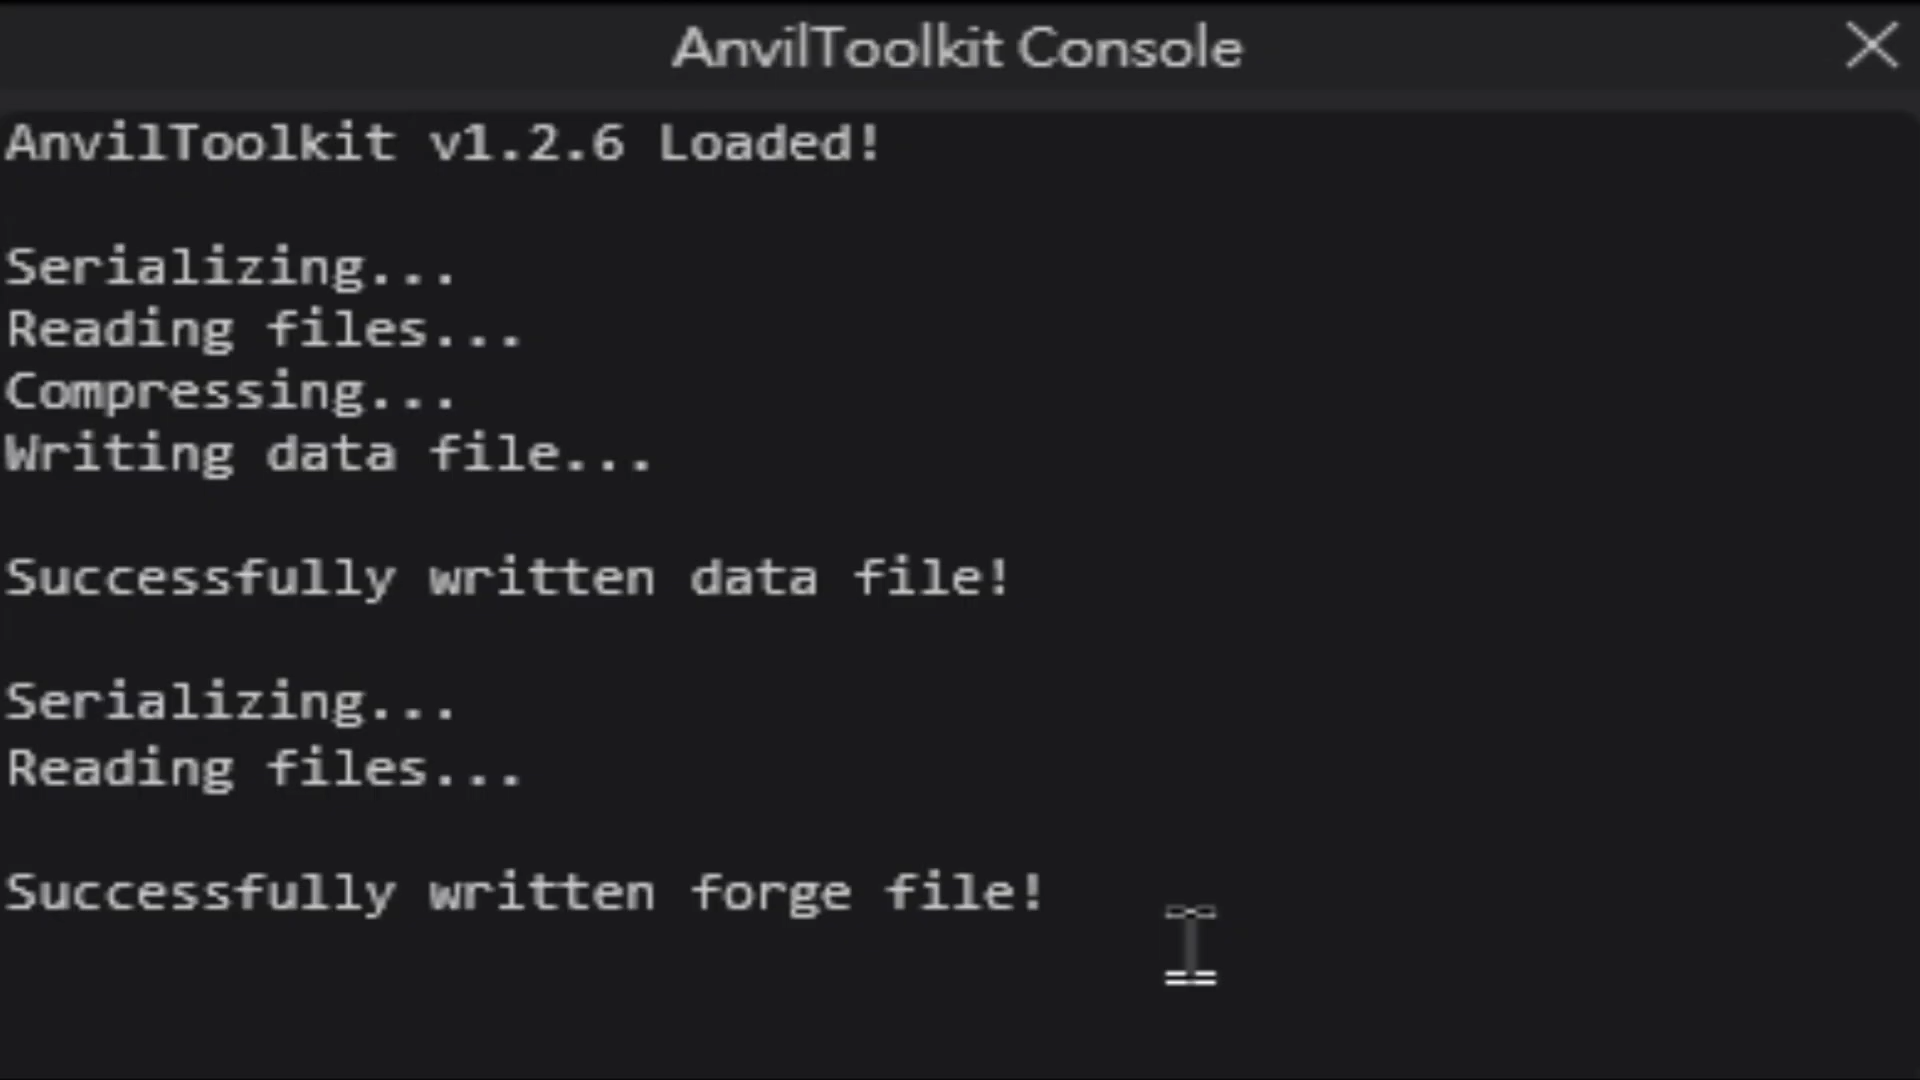 AnvilToolkit Console
AnvilToolkit v1.2.6 Loaded!
Serializing...
Reading files...
Compressing...
Writing data file...
Successfully written data file!
Serializing...
Reading files...
Successfully written forge file!